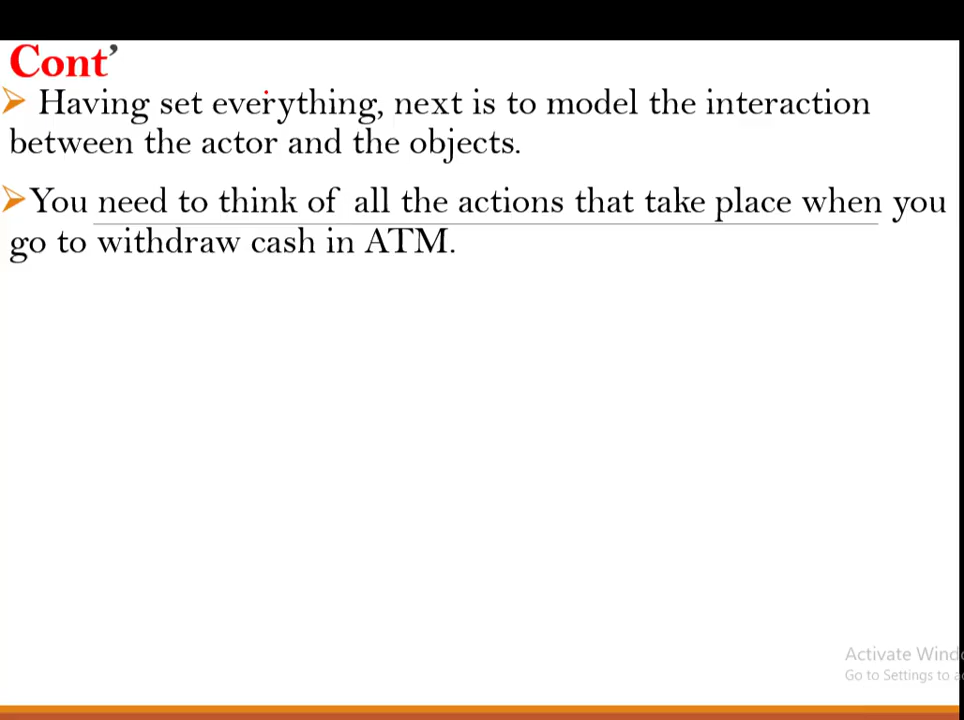 Cont’
Having set everything, next is to model the interaction
between the actor and the objects.
You need to think of all the actions that take place when you
go to withdraw cash in ATM.
Activate Wind
Go to Settings to a